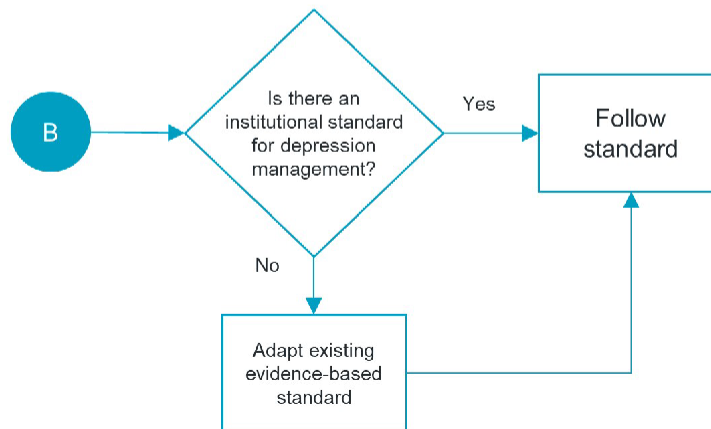 B
Is there an
institutional standard
for depression
management?
Yes
Follow
standard
No
Adapt existing
evidence-based
standard